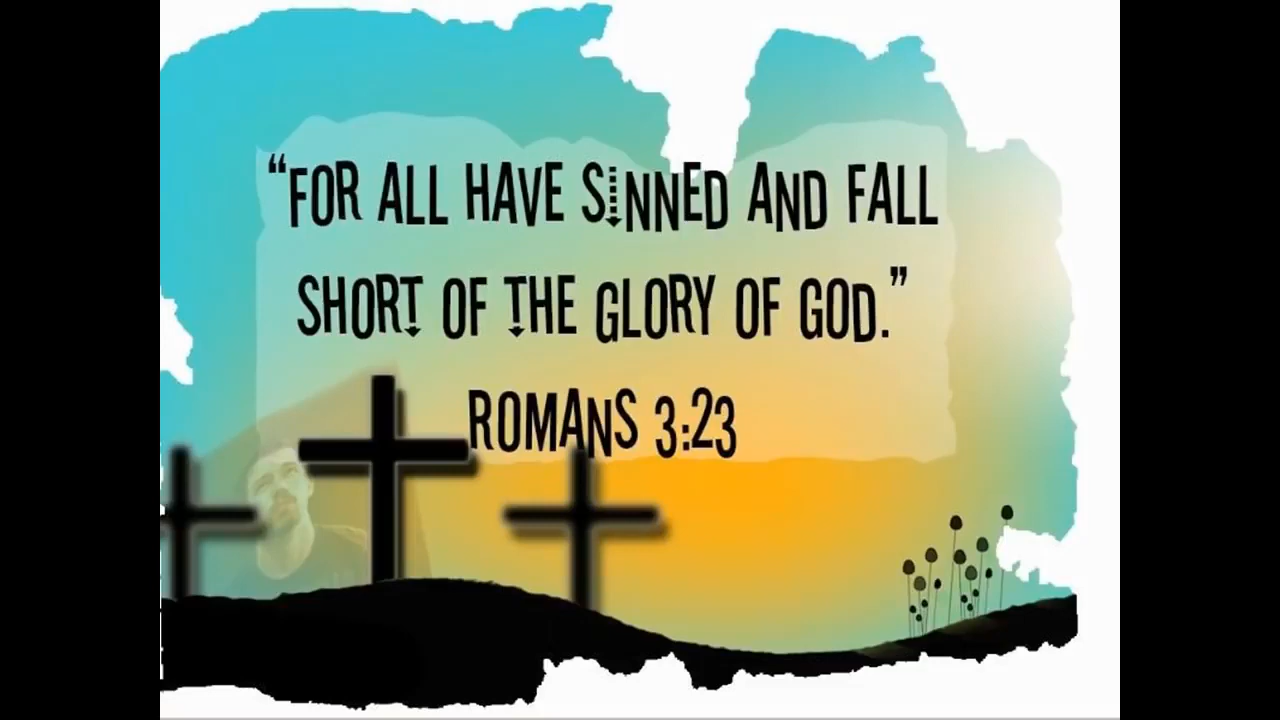 “FOR ALL HAVE SINNED AND FALL
SHORT OF THE GLORY OF GOD.”
ROMANS 3:23